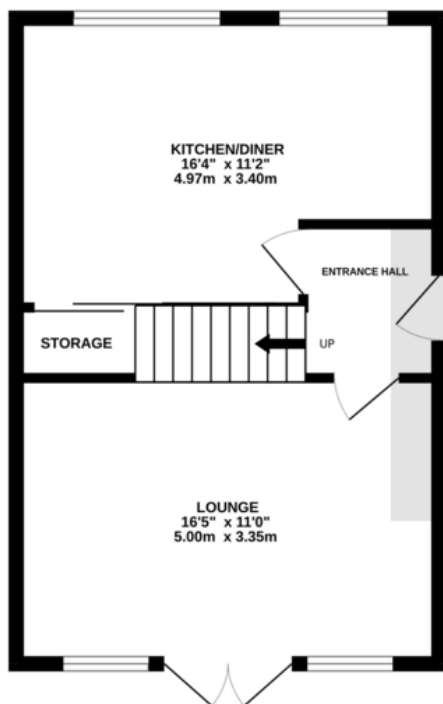 KITCHEN/DINER
16'4" x 11'2"
4.97m x 3.40m
ENTRANCE HALL
STORAGE
UP
LOUNGE
16'5" x 11'0"
5.00m x 3.35m